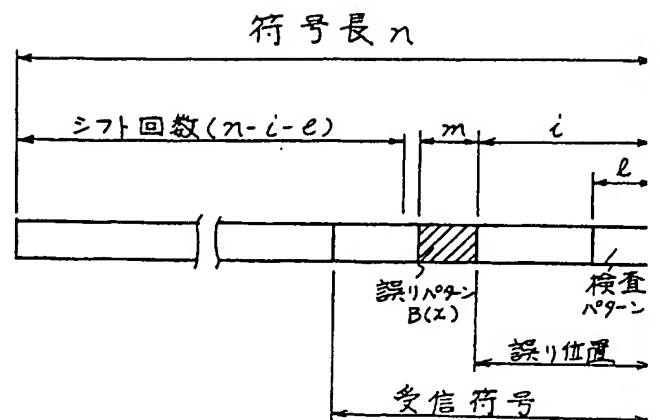 符号長n
シフト回数(n-i-l)
m
i
l
誤りパターン
B(x)
検査
パターン
誤り位置
受信符号